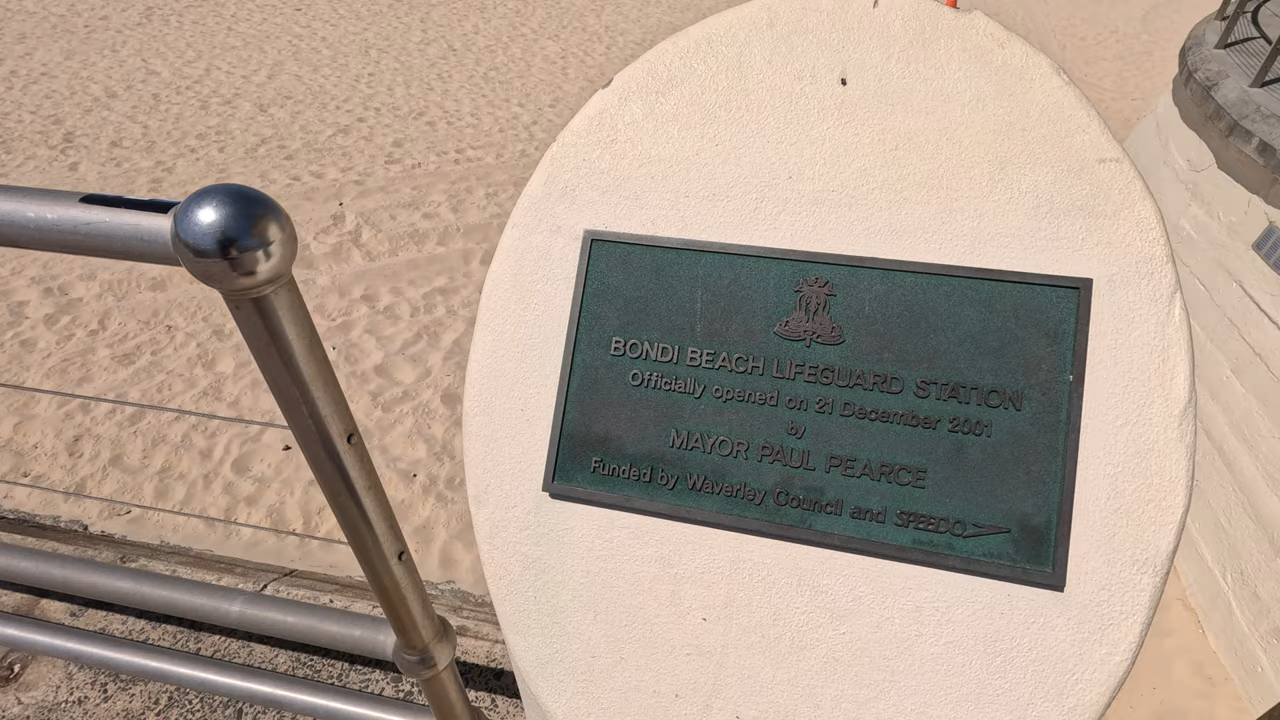 BONDI BEACH LIFEGUARD STATION
Officially opened on 21 December 2001
by
MAYOR PAUL PEARCE
Funded by Waverley Council and SPEEDO